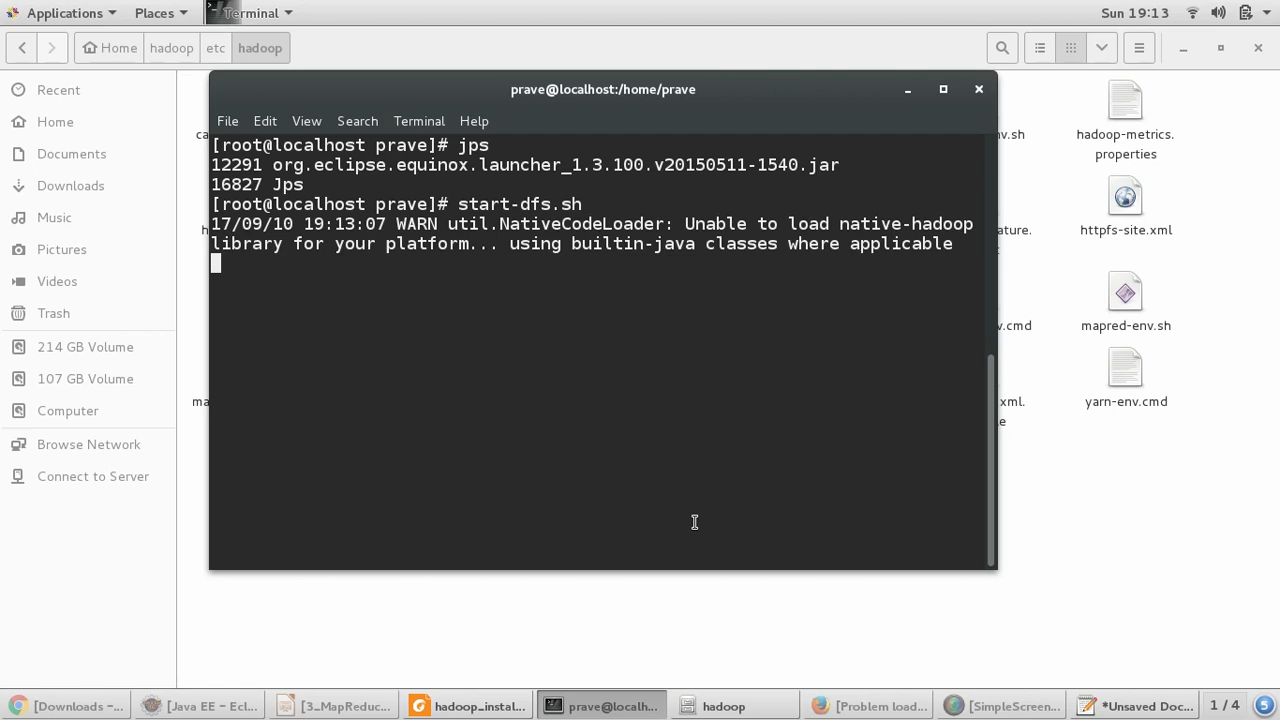 Applications
Places
Terminal
Sun 19:13
Home
hadoop
etc
hadoop
Recent
Home
Documents
Downloads
Music
Pictures
Videos
Trash
214 GB Volume
107 GB Volume
Computer
Browse Network
Connect to Server
prave@localhost:/home/prave
File Edit View Search Terminal Help
[root@localhost prave]# jps
12291 org.eclipse.equinox.launcher_1.3.100.v20150511-1540.jar
16827 Jps
[root@localhost prave]# start-dfs.sh
17/09/10 19:13:07 WARN util.NativeCodeLoader: Unable to load native-hadoop
library for your platform... using builtin-java classes where applicable
hadoop-metrics.
properties
httpfs-site.xml
mapred-env.sh
yarn-env.cmd
[Downloads –...
[Java EE - Ecl...
[3_MapReduc...
hadoop_instal...
prave@localh...
hadoop
[Problem load...
[SimpleScreen...
*Unsaved Doc...
1 / 4
5